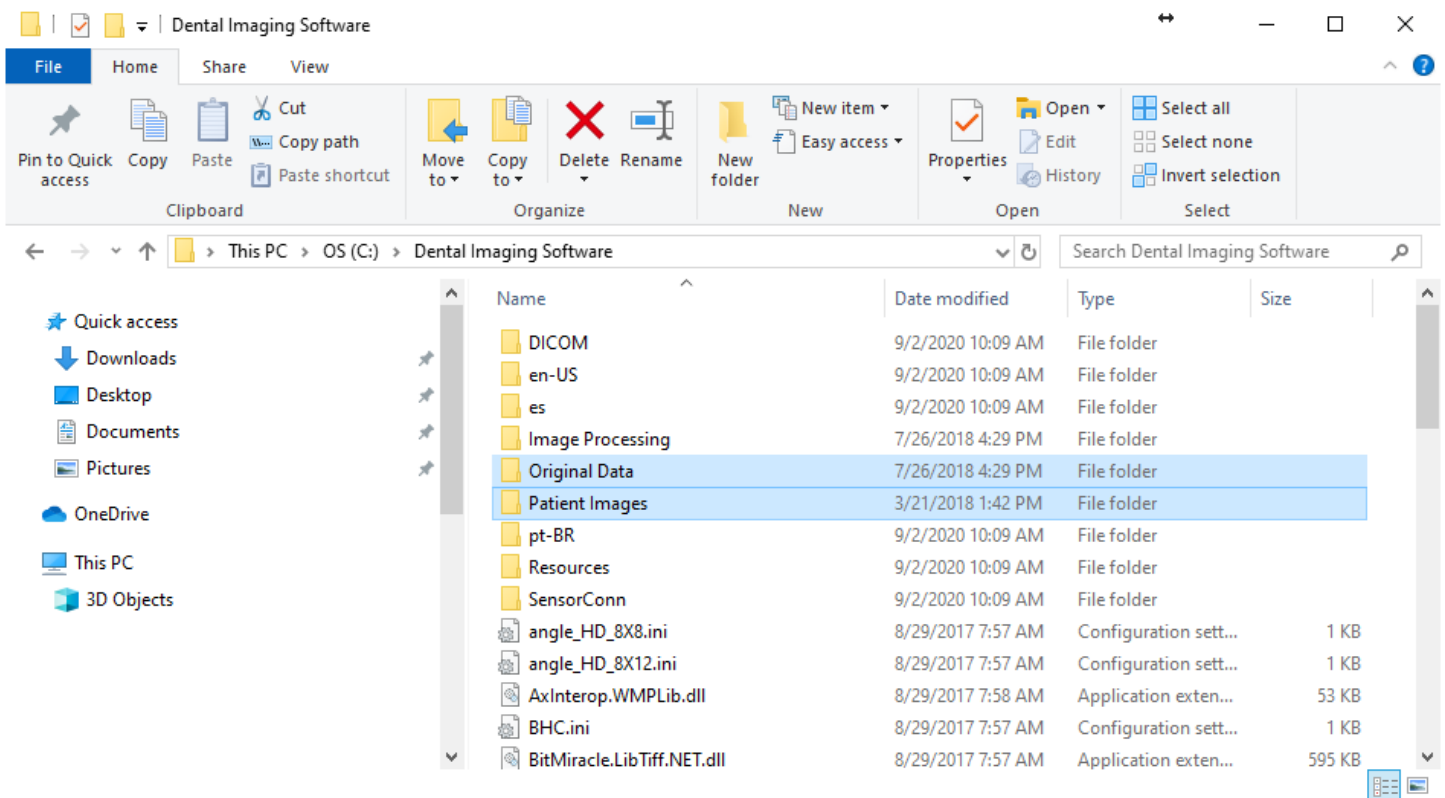 Dental Imaging Software
File Home Share View
Pin to Quick access
Copy
Paste
Cut
Copy path
Paste shortcut
Clipboard
Move to
Copy to
Delete
Rename
Organize
New folder
New item
Easy access
New
Properties
Open
Edit
History
Open
Select all
Select none
Invert selection
Select
This PC > OS (C:) > Dental Imaging Software
Search Dental Imaging Software
Quick access
Downloads
Desktop
Documents
Pictures
OneDrive
This PC
3D Objects
Name Date modified Type Size
DICOM 9/2/2020 10:09 AM File folder
en-US 9/2/2020 10:09 AM File folder
es 9/2/2020 10:09 AM File folder
Image Processing 7/26/2018 4:29 PM File folder
Original Data 7/26/2018 4:29 PM File folder
Patient Images 3/21/2018 1:42 PM File folder
pt-BR 9/2/2020 10:09 AM File folder
Resources 9/2/2020 10:09 AM File folder
SensorConn 9/2/2020 10:09 AM File folder
angle_HD_8X8.ini 8/29/2017 7:57 AM Configuration sett... 1 KB
angle_HD_8X12.ini 8/29/2017 7:57 AM Configuration sett... 1 KB
AxInterop.WMPLib.dll 8/29/2017 7:58 AM Application exten... 53 KB
BHC.ini 8/29/2017 7:57 AM Configuration sett... 1 KB
BitMiracle.LibTiff.NET.dll 8/29/2017 7:57 AM Application exten... 595 KB